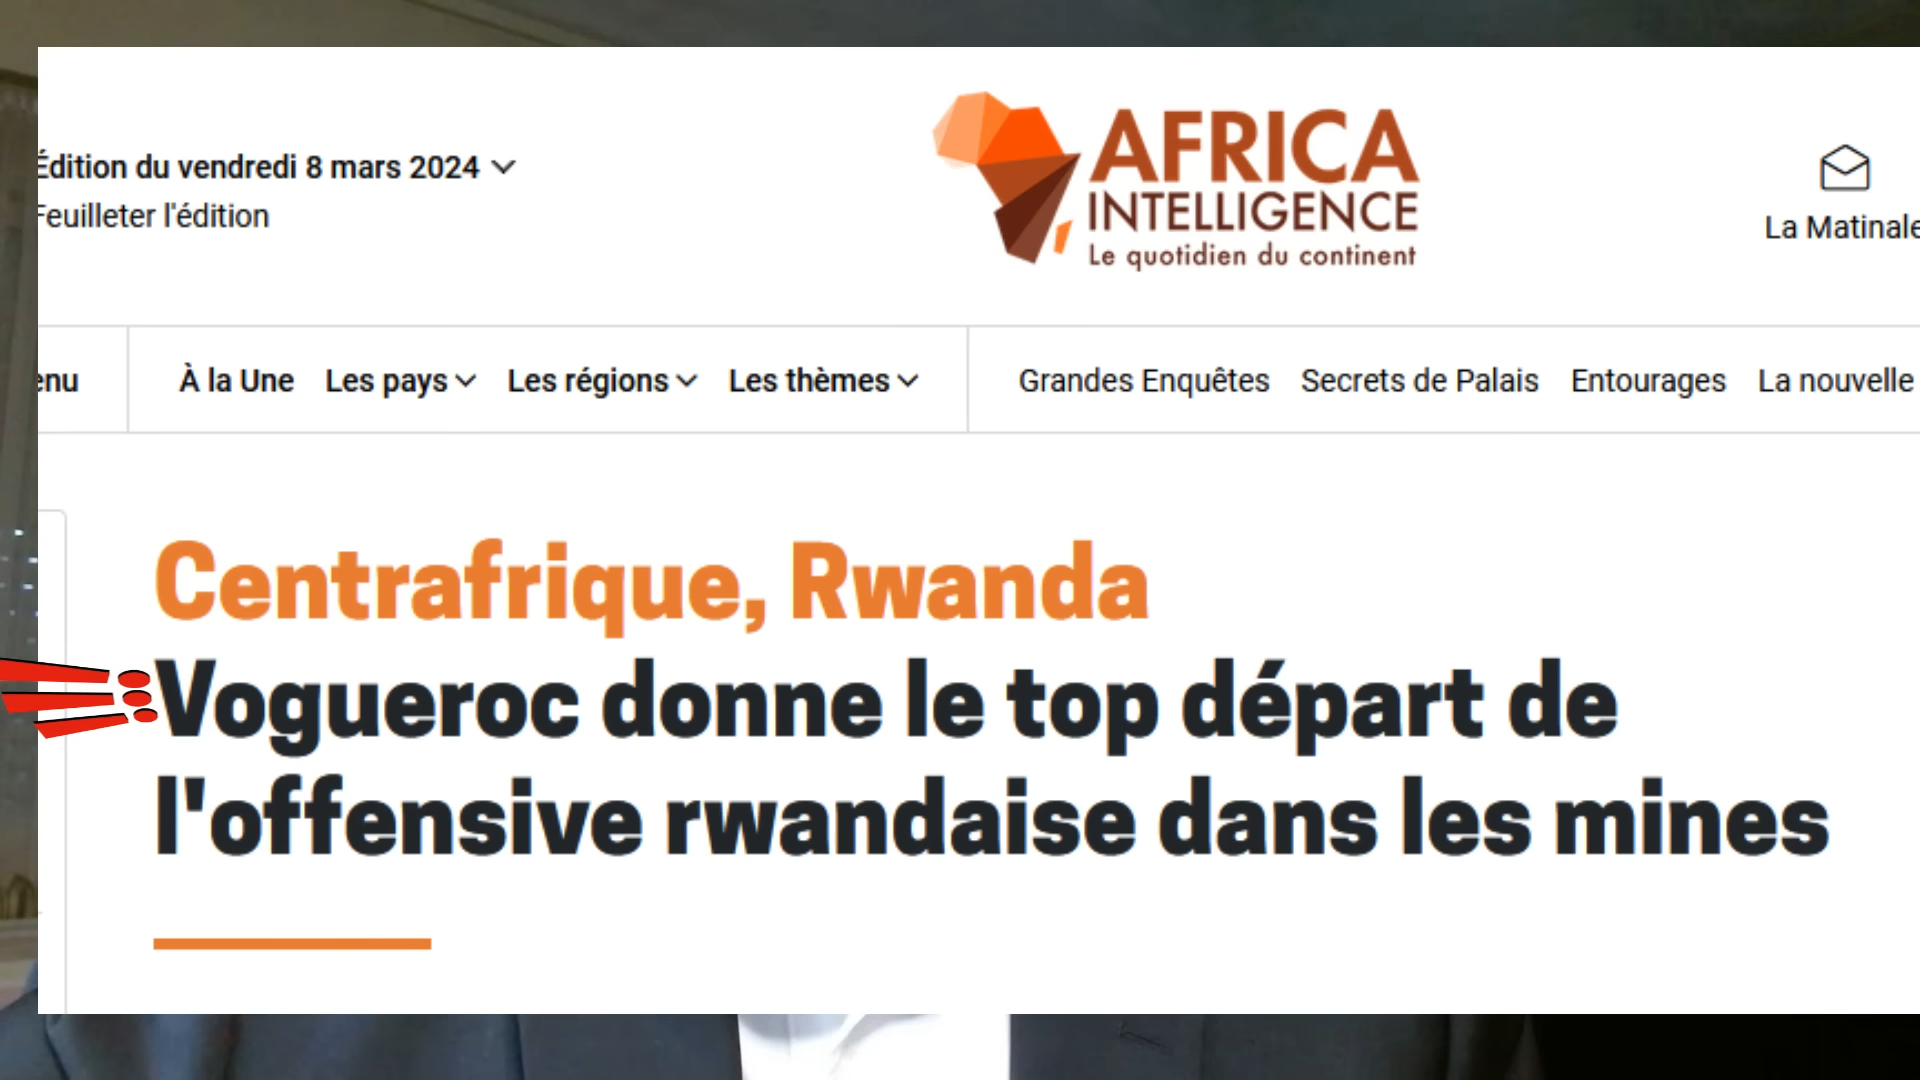 Édition du vendredi 8 mars 2024
Feuilleter l'édition
AFRICA
INTELLIGENCE
Le quotidien du continent
La Matinale
enu
À la Une Les pays Les régions Les thèmes Grandes Enquêtes Secrets de Palais Entourages La nouvelle
Centrafrique, Rwanda
Vogueroc donne le top départ de
l'offensive rwandaise dans les mines